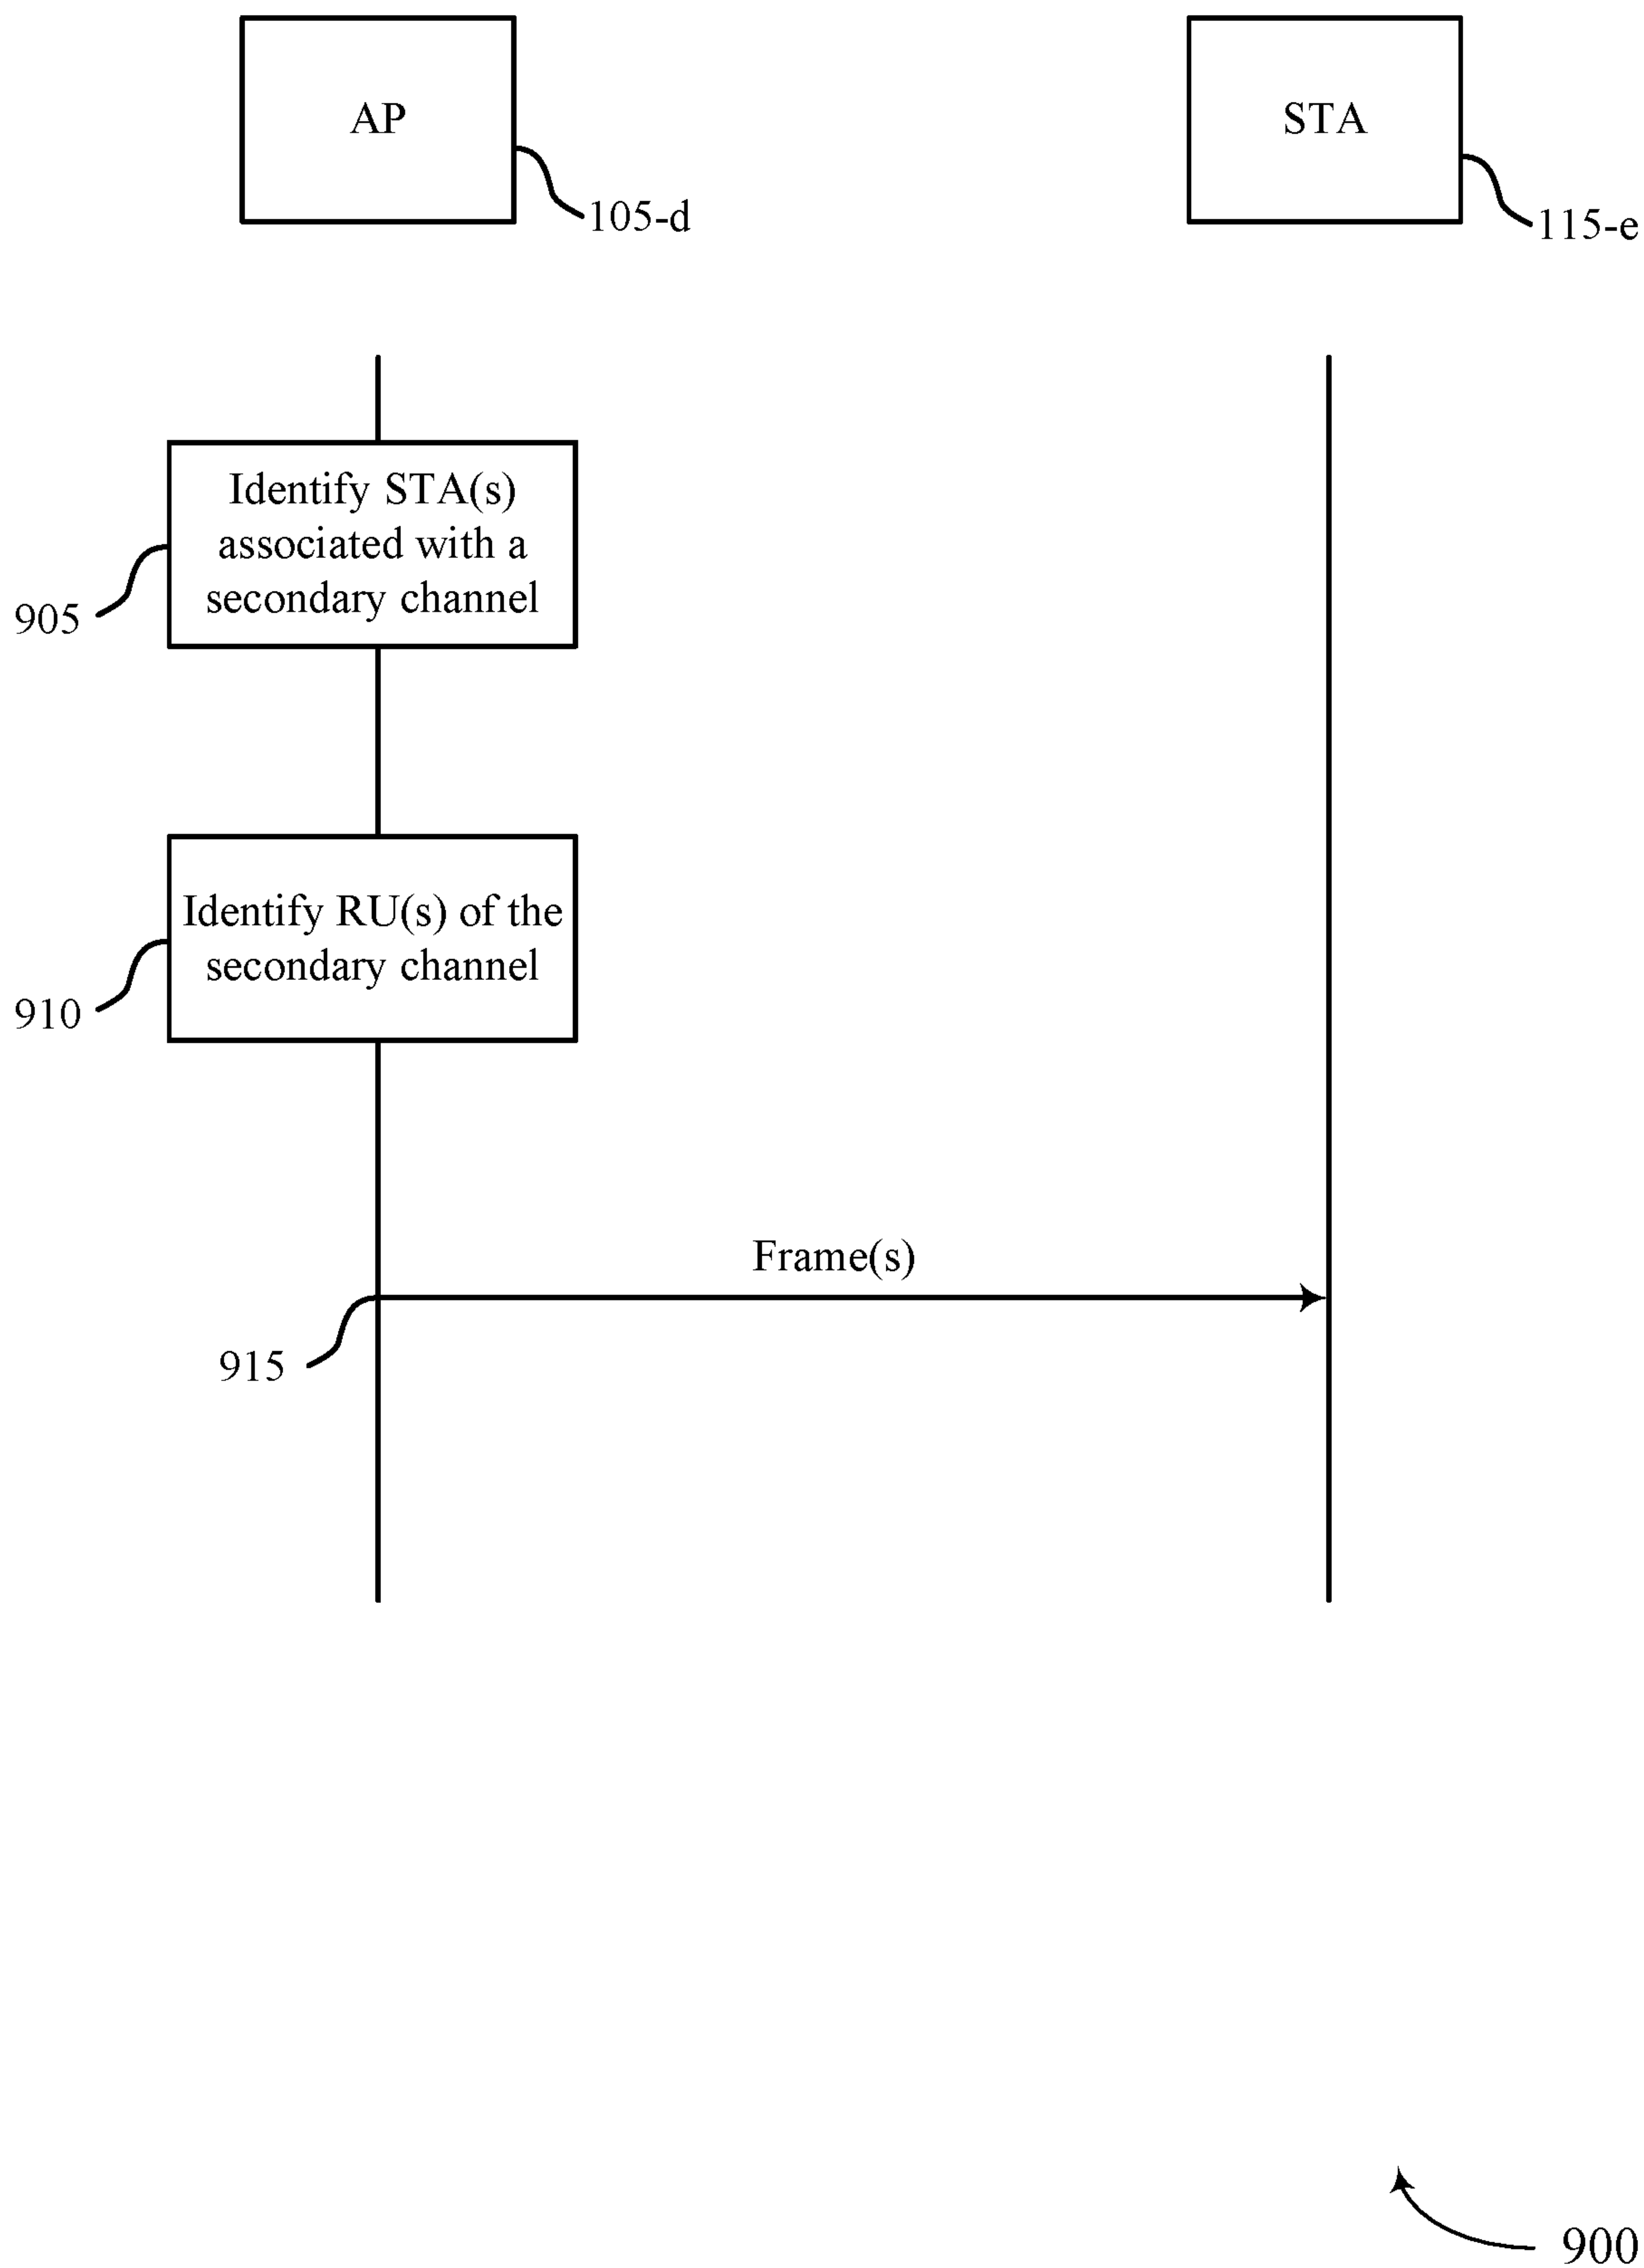 AP
STA
105-d
115-e
Identify STA(s)
associated with a
secondary channel
905
Identify RU(s) of the
secondary channel
910
Frame(s)
915
900